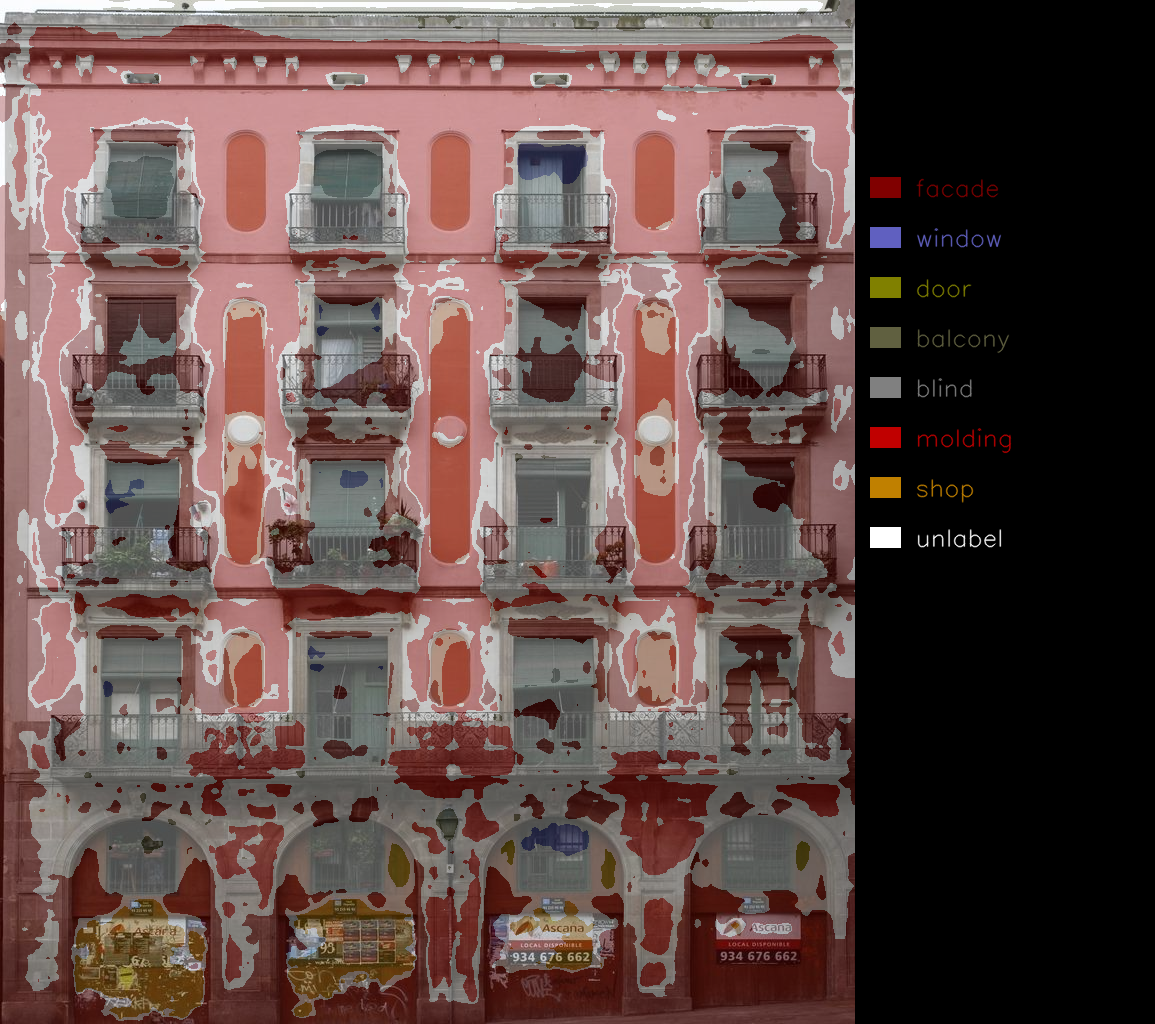 facade
window
door
balcony
blind
molding
shop
unlabel
Ascana
LOCAL DISPONIBLE
934 676 662
Ascana
LOCAL DISPONIBLE
934 676 662